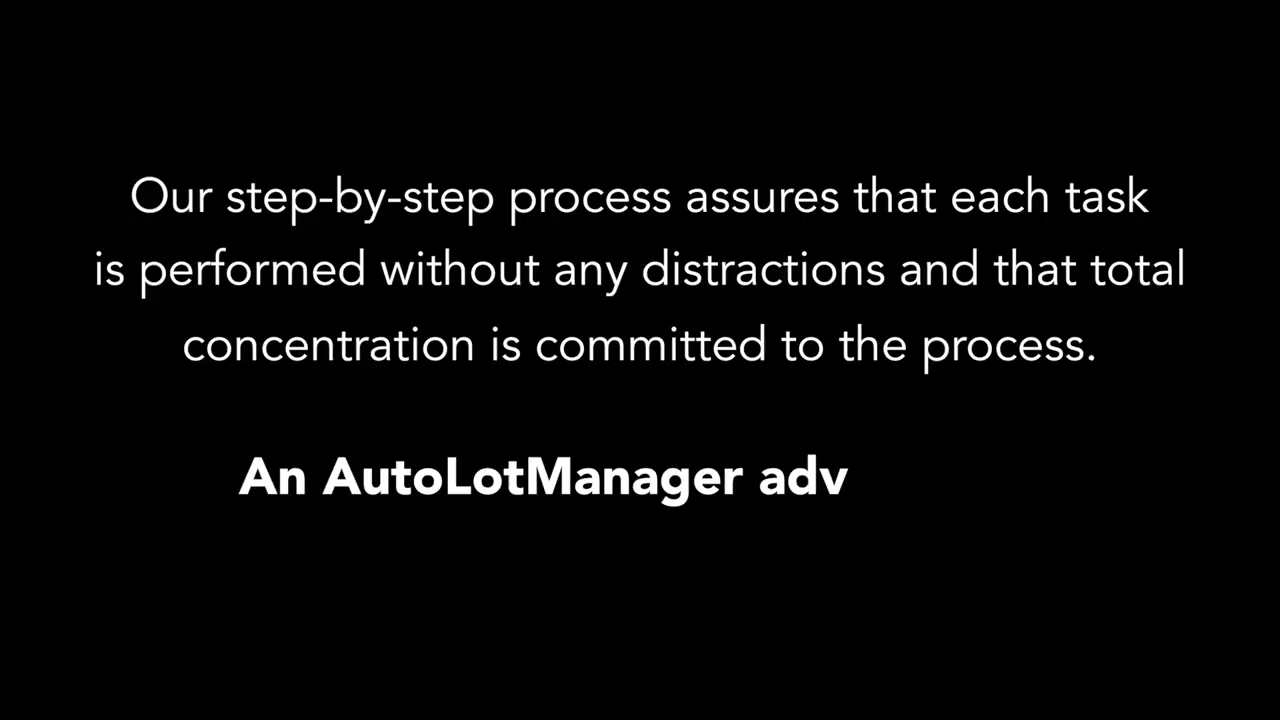 Our step-by-step process assures that each task
is performed without any distractions and that total
concentration is committed to the process.
An AutoLotManager adv